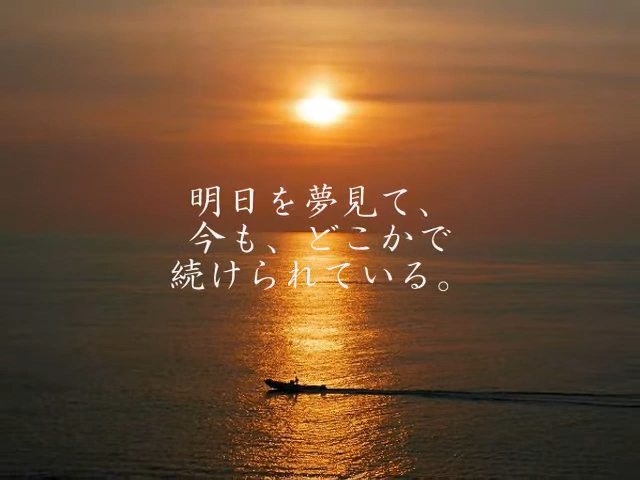 明日を夢見て、
今も、どこかで
続けられている。